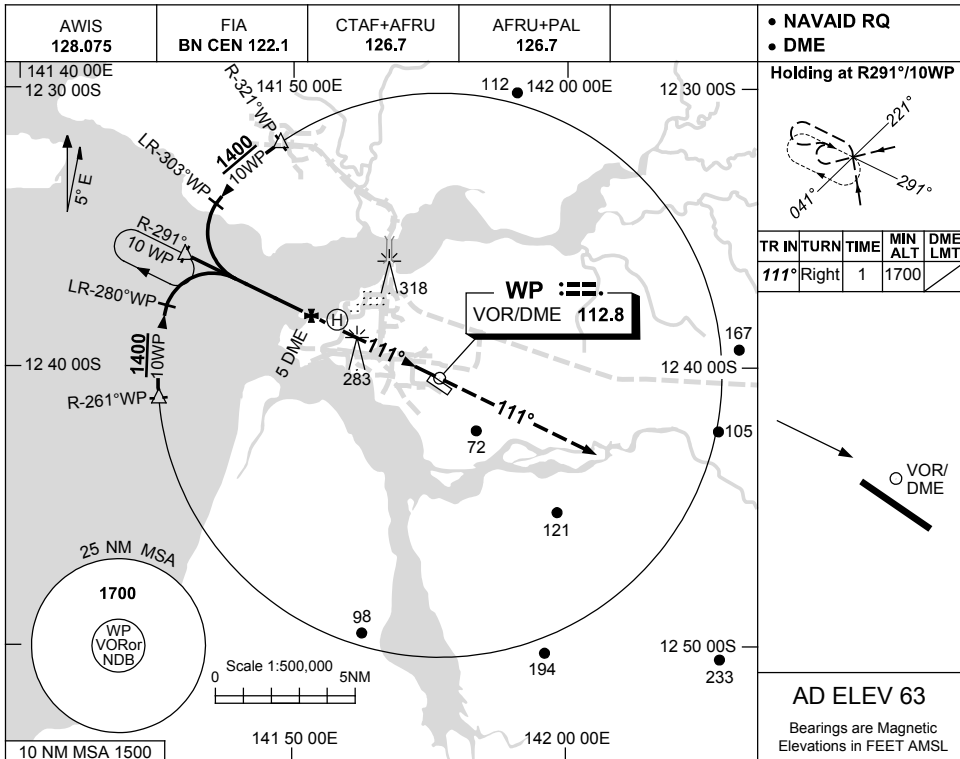 AWIS
128.075
FIA
BN CEN 122.1
CTAF+AFRU
126.7
AFRU+PAL
126.7
• NAVAID RQ
• DME
141 40 00E
12 30 00S
141 50 00E
R-321°WP
112
142 00 00E
12 30 00S
Holding at R291°/10WP
221°
291°
041°
TR IN
TURN
TIME
MIN ALT
DME LMT
111°
Right
1
1700
5° E
LR-303°WP
1400
10WP
R-291°
10 WP
LR-280°WP
1400
10WP
R-261°WP
H
5 DME
318
283
111°
WP
VOR/DME 112.8
111°
167
12 40 00S
12 40 00S
105
72
121
VOR/
DME
25 NM MSA
1700
WP
VORor
NDB
98
194
12 50 00S
233
Scale 1:500,000
0
5NM
10 NM MSA 1500
141 50 00E
142 00 00E
AD ELEV 63
Bearings are Magnetic
Elevations in FEET AMSL